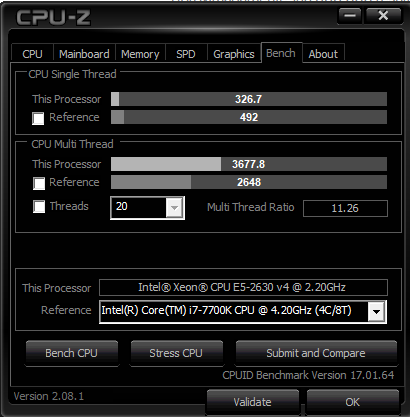 CPU-Z
CPU Mainboard Memory SPD Graphics Bench About
CPU Single Thread
This Processor 326.7
Reference 492
CPU Multi Thread
This Processor 3677.8
Reference 2648
Threads 20 Multi Thread Ratio 11.26
This Processor Intel® Xeon® CPU E5-2630 v4 @ 2.20GHz
Reference Intel(R) Core(TM) i7-7700K CPU @ 4.20GHz (4C/8T)
Bench CPU Stress CPU Submit and Compare
CPUID Benchmark Version 17.01.64
Version 2.08.1 Validate OK